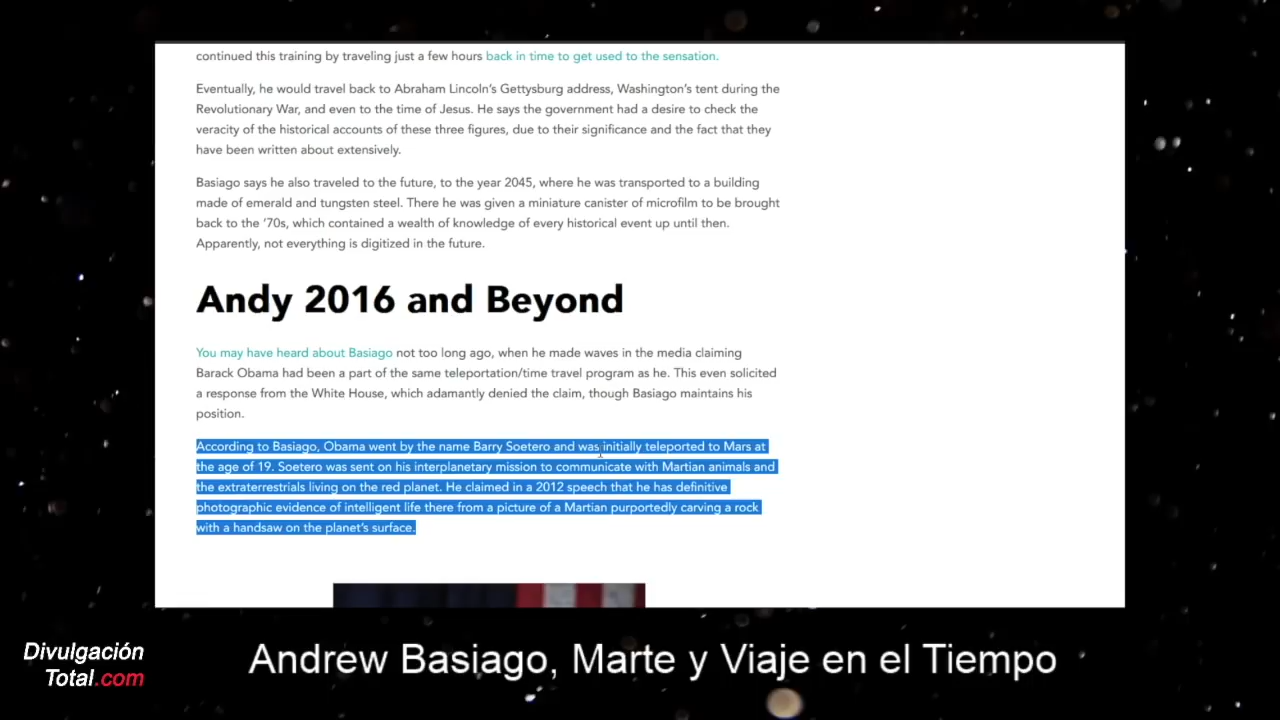 continued this training by traveling just a few hours back in time to get used to the sensation.
Eventually, he would travel back to Abraham Lincoln's Gettysburg address, Washington's tent during the
Revolutionary War, and even to the time of Jesus. He says the government had a desire to check the
veracity of the historical accounts of these three figures, due to their significance and the fact that they
have been written about extensively.
Basiago says he also traveled to the future, to the year 2045, where he was transported to a building
made of emerald and tungsten steel. There he was given a miniature canister of microfilm to be brought
back to the '70s, which contained a wealth of knowledge of every historical event up until then.
Apparently, not everything is digitized in the future.
Andy 2016 and Beyond
You may have heard about Basiago not too long ago, when he made waves in the media claiming
Barack Obama had been a part of the same teleportation/time travel program as he. This even solicited
a response from the White House, which adamantly denied the claim, though Basiago maintains his
position.
According to Basiago, Obama went by the name Barry Soetero and was initially teleported to Mars at
the age of 19. Soetero was sent on his interplanetary mission to communicate with Martian animals and
the extraterrestrials living on the red planet. He claimed in a 2012 speech that he has definitive
photographic evidence of intelligent life there from a picture of a Martian purportedly carving a rock
with a handsaw on the planet's surface.
Divulgación
Total.com
Andrew Basiago, Marte y Viaje en el Tiempo